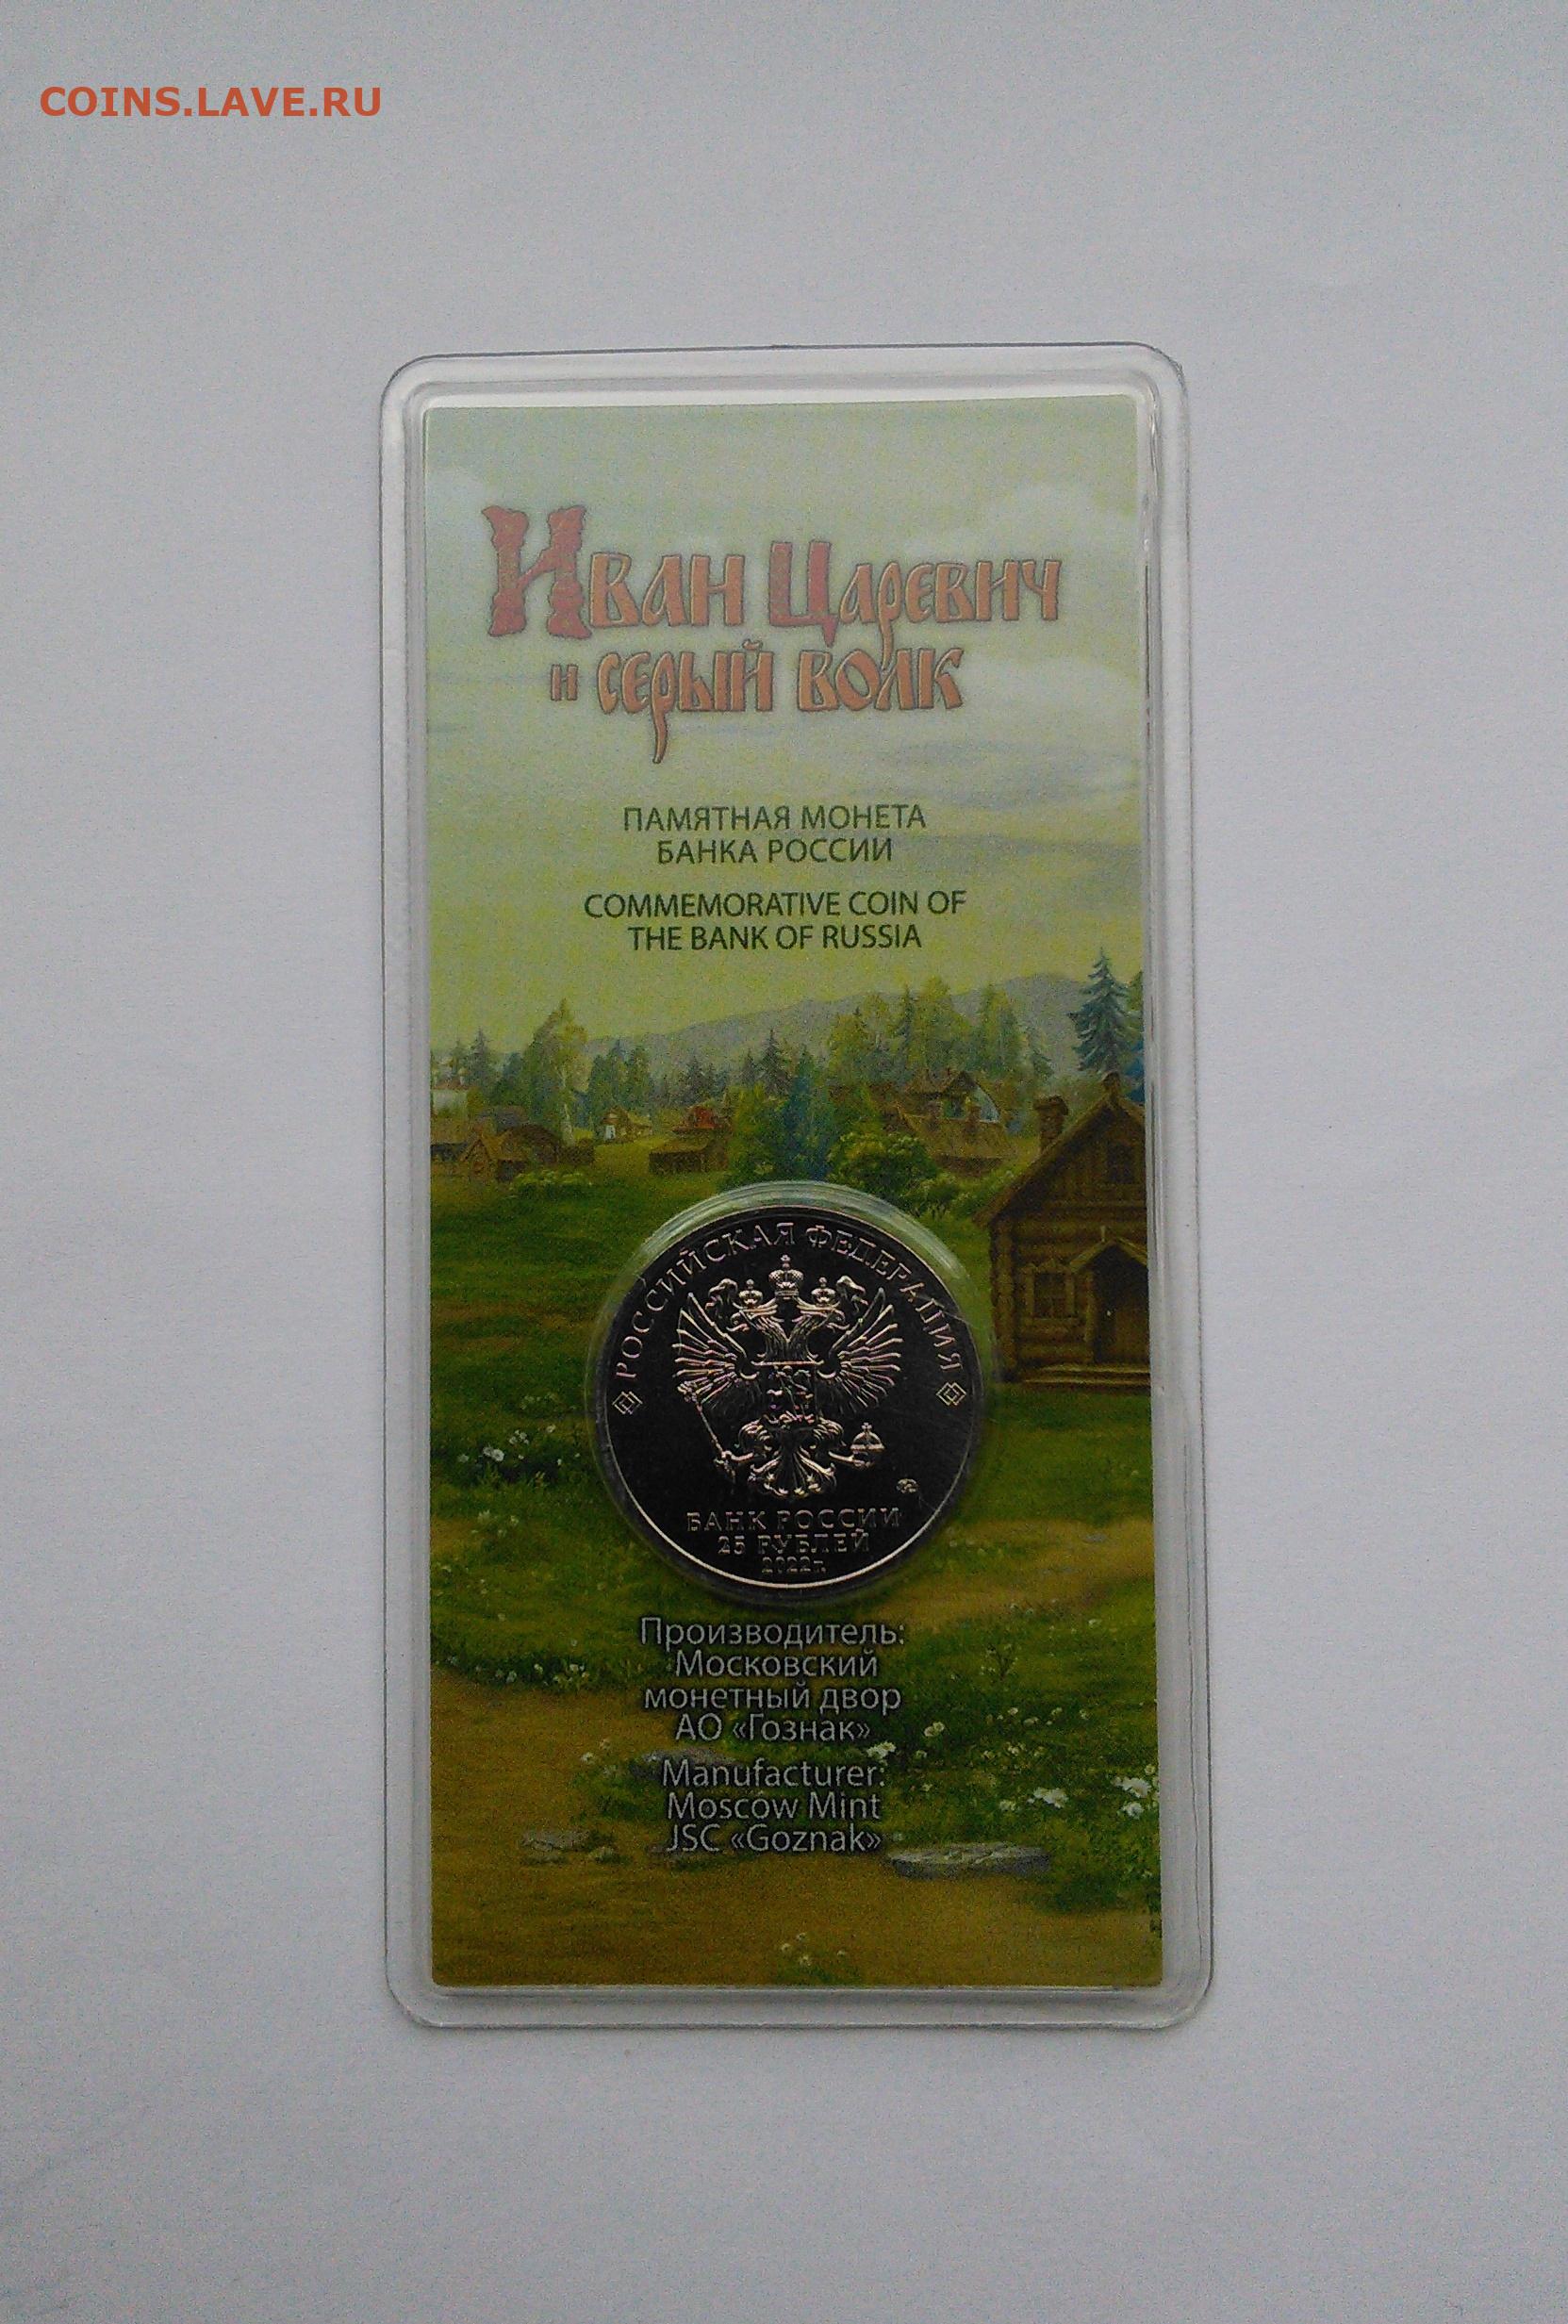 COINS.LAVE.RU
Иван Царевич
и серый волк
ПАМЯТНАЯ МОНЕТА
БАНКА РОССИИ
COMMEMORATIVE COIN OF
THE BANK OF RUSSIA
РОССИЙСКАЯ ФЕДЕРАЦИЯ
БАНК РОССИИ
25 РУБЛЕЙ
2022 г.
Производитель:
Московский
монетный двор
АО «Гознак»
Manufacturer:
Moscow Mint
JSC «Goznak»